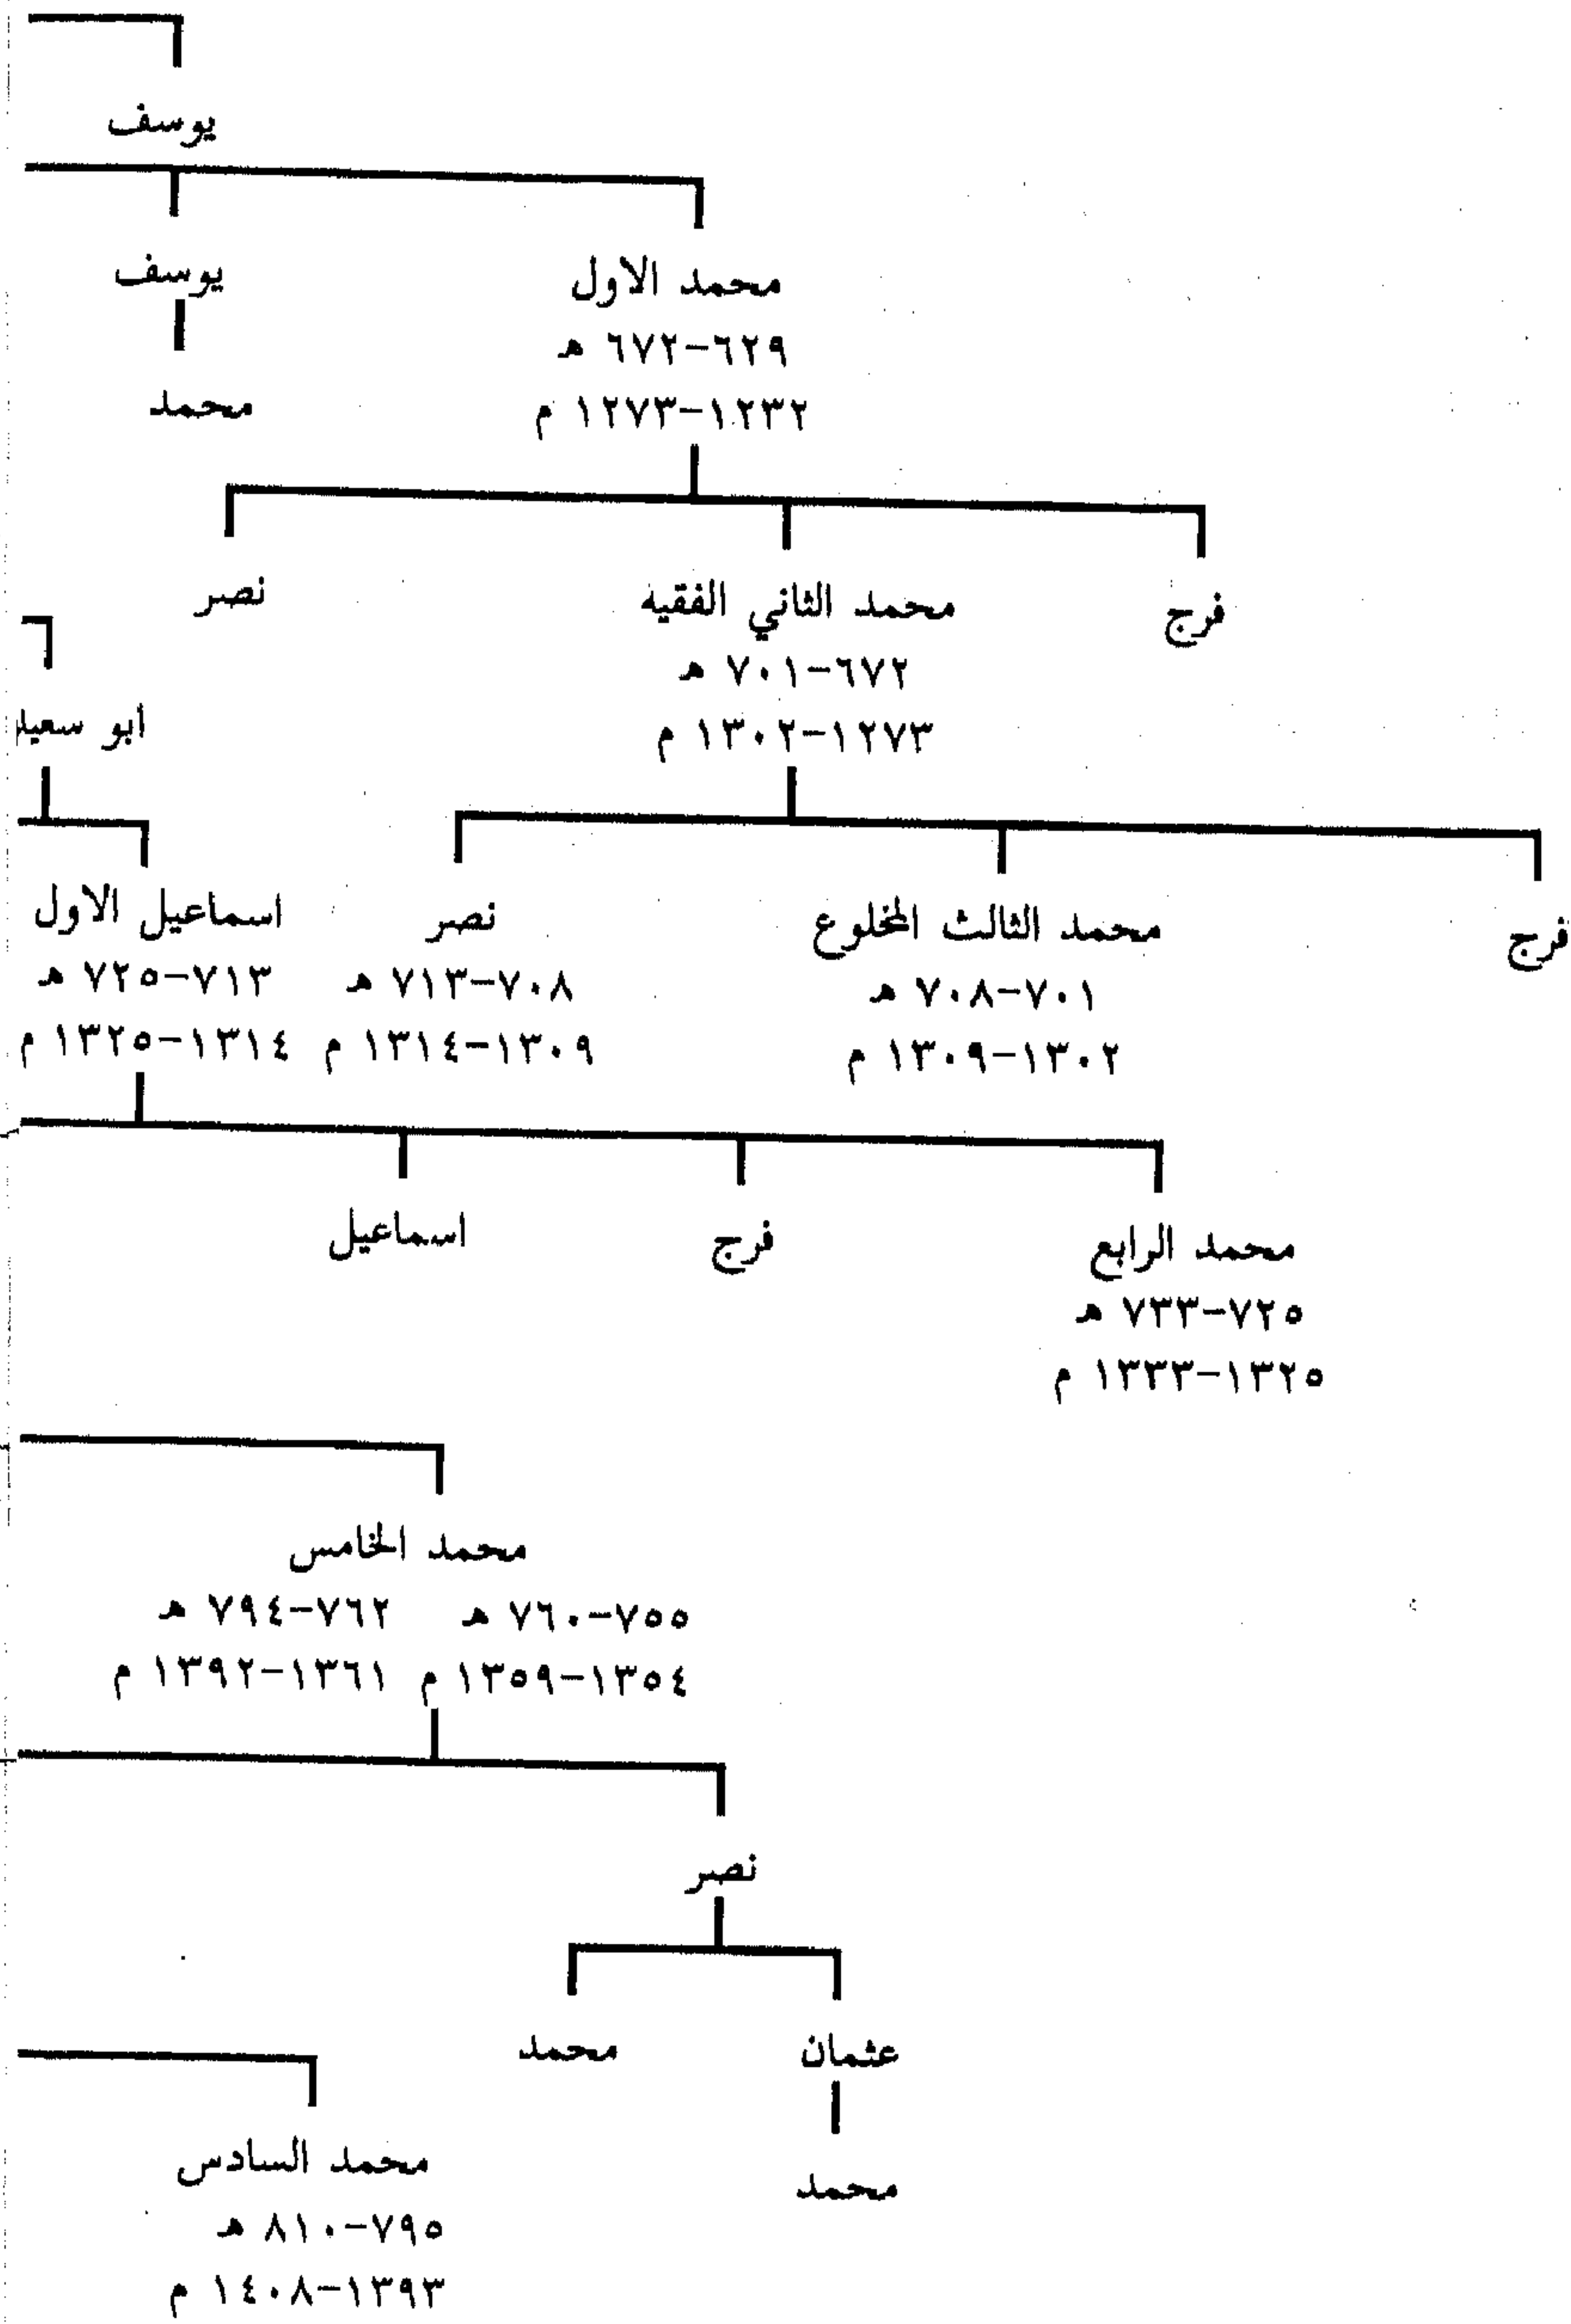 يوسف
محمد الاول
يوسف
٦٢٩-٦٧٢ هـ
١٢٣٢-١٢٧٣ م
محمد
فرج
محمد الثاني الفقيه
نصر
٦٧٢-٧٠١ هـ
١٢٧٣-١٣٠٢ م
ابو سعيد
فرج
محمد الثالث المخلوع
نصر
اسماعيل الاول
٧٠١-٧٠٨ هـ
٧٠٨-٧١٣ هـ
٧١٣-٧٢٥ هـ
١٣٠٢-١٣٠٩ م
١٣٠٩-١٣١٤ م
١٣١٤-١٣٢٥ م
محمد الرابع
فرج
اسماعيل
٧٢٥-٧٣٣ هـ
١٣٢٥-١٣٣٣ م
محمد الخامس
٧٥٥-٧٦٠ هـ ٧٦٢-٧٩٤ هـ
١٣٥٤-١٣٥٩ م ١٣٦١-١٣٩٢ م
نصر
عثمان
محمد
محمد
محمد السادس
٧٩٥-٨١٠ هـ
١٣٩٣-١٤٠٨ م